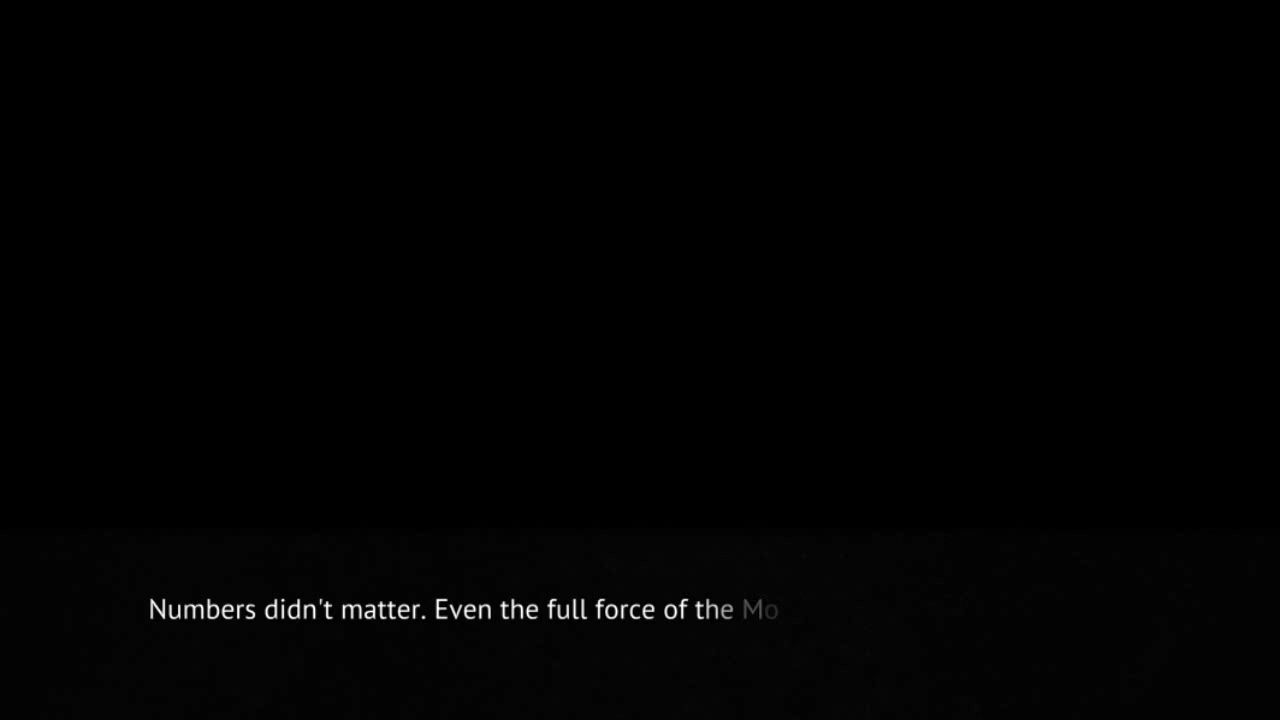 Numbers didn't matter. Even the full force of the Mo